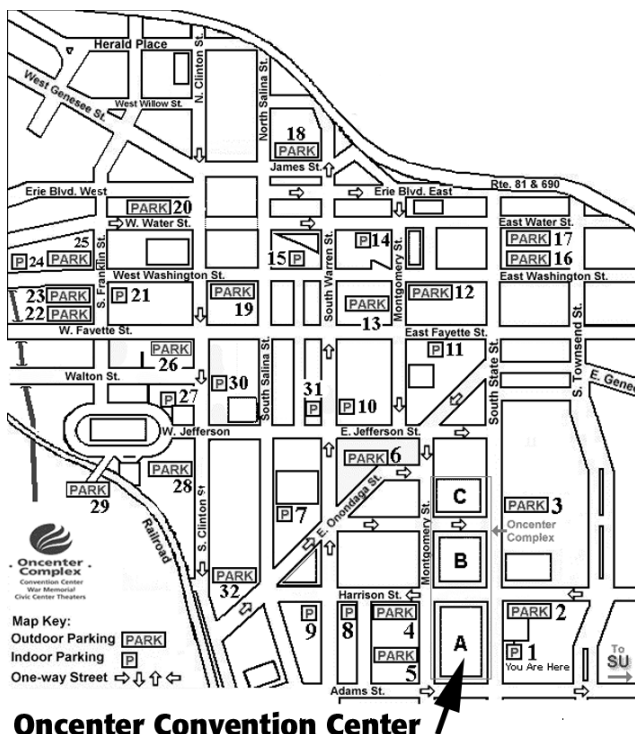 Herald Place
West Genesee St.
N. Clinton St.
North Salina St.
West Willow St.
18
PARK
James St.
Rte. 81 & 690
Erie Blvd. West
Erie Blvd. East
PARK 20
W. Water St.
East Water St.
PARK 17
P 14
25
P 24 PARK
S. Franklin St.
15 P
South Warren St.
Montgomery St.
PARK 16
West Washington St.
East Washington St.
23 PARK
22 PARK
P 21
PARK
19
PARK
13
PARK 12
W. Fayette St.
East Fayette St.
PARK
26
P 11
South State St.
S. Townsend St.
E. Gene
Walton St.
P 30
South Salina St.
31
P
P 10
P 27
W. Jefferson
E. Jefferson St.
PARK 6
PARK
28
PARK
29
Railroad
S. Clinton St
P 7
E. Onondaga St.
Montgomery St.
C
PARK 3
Oncenter
Complex
B
Oncenter
Complex
Convention Center
War Memorial
Civic Center Theaters
PARK
32
Harrison St.
P
9
P
8
PARK
4
PARK
5
A
PARK 2
P 1
You Are Here
To
SU
Map Key:
Outdoor Parking PARK
Indoor Parking P
One-way Street
Adams St.
Oncenter Convention Center